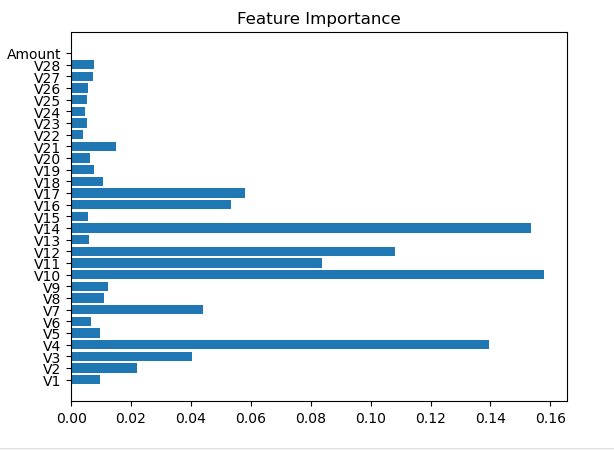 Feature Importance
Amount
V28
V27
V26
V25
V24
V23
V22
V21
V20
V19
V18
V17
V16
V15
V14
V13
V12
V11
V10
V9
V8
V7
V6
V5
V4
V3
V2
V1
0.00 0.02 0.04 0.06 0.08 0.10 0.12 0.14 0.16